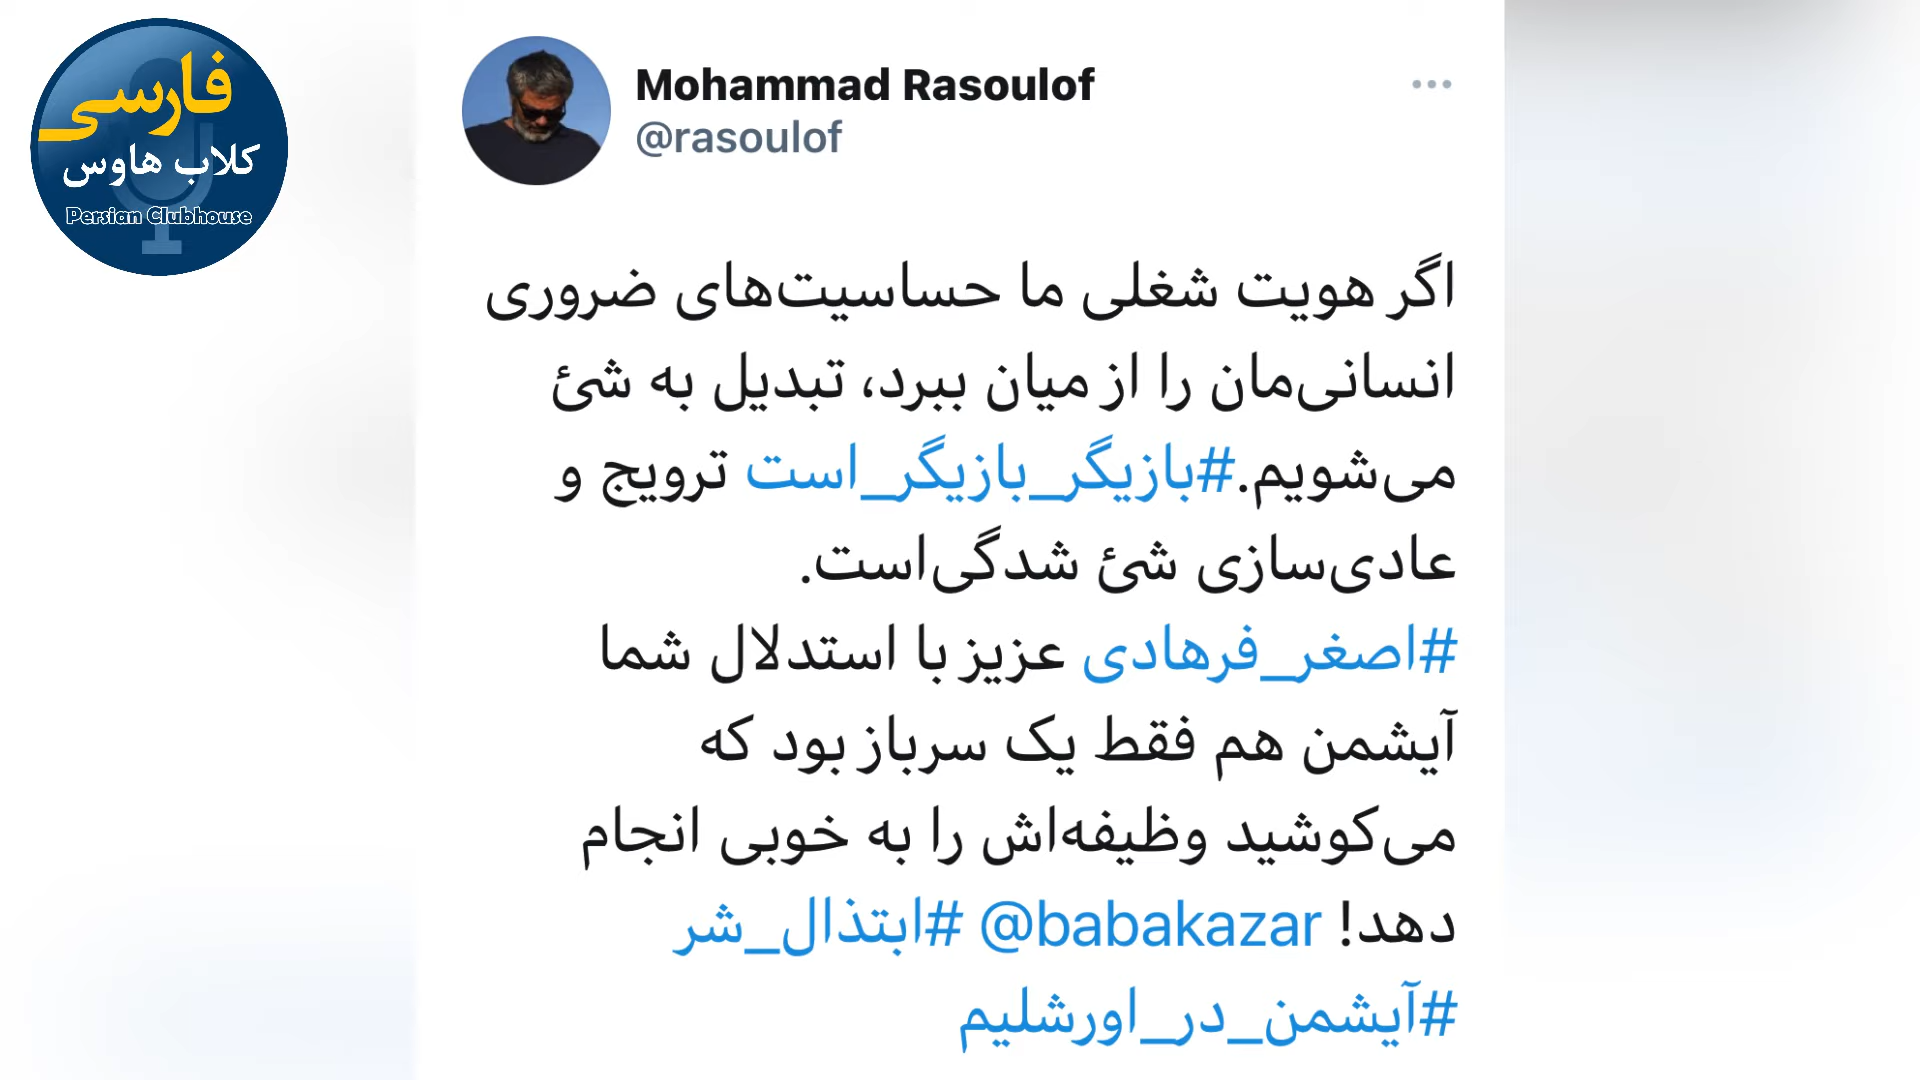 فارسی
کلاب هاوس
Persian Clubhouse
Mohammad Rasoulof
@rasoulof
اگر هویت شغلی ما حساسیت‌های ضروری
انسانی‌مان را از میان ببرد، تبدیل به شئ
می‌شویم.#بازیگر_بازیگر_است ترویج و
عادی‌سازی شئ شدگی‌است.
#اصغر_فرهادی عزیز با استدلال شما
آیشمن هم فقط یک سرباز بود که
می‌کوشید وظیفه‌اش را به خوبی انجام
دهد! @babakazar #ابتذال_شر
#آیشمن_در_اورشلیم